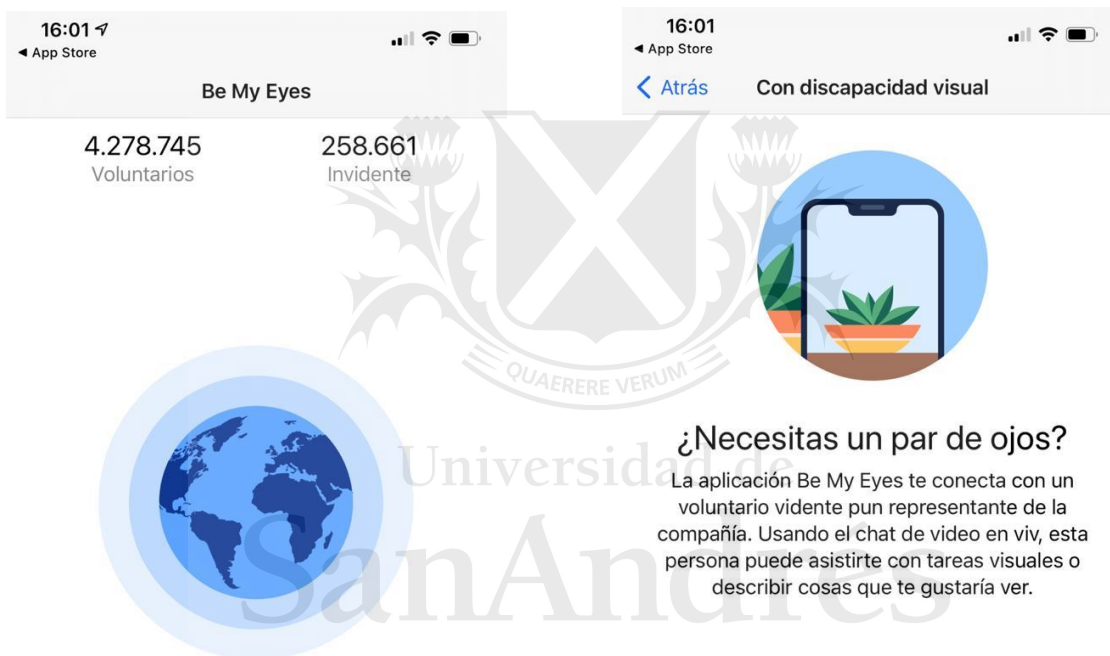 16:01
◀ App Store
Be My Eyes
4.278.745
Voluntarios
258.661
Invidente
16:01
◀ App Store
Atrás
Con discapacidad visual
¿Necesitas un par de ojos?
La aplicación Be My Eyes te conecta con un
voluntario vidente pun representante de la
compañía. Usando el chat de video en viv, esta
persona puede asistirte con tareas visuales o
describir cosas que te gustaría ver.
QUAERERE VERUM
Universidad de
SanAndrés